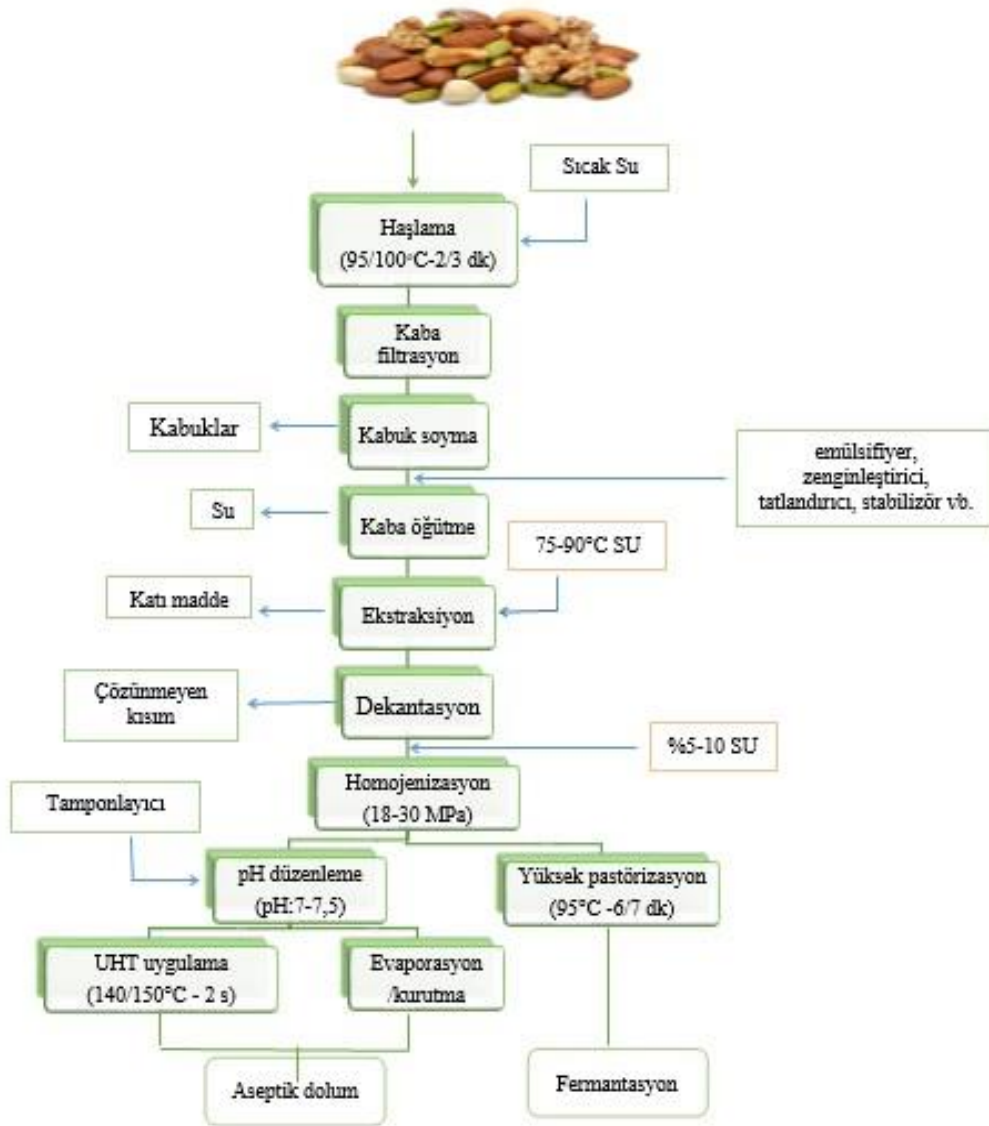 Sıcak Su
Haşlama
(95/100°C-2/3 dk)
Kaba
filtrasyon
Kabuklar
Kabuk soyma
emülsifiyer,
zenginleştirici,
tatlandırıcı, stabilizör vb.
Su
Kaba öğütme
75-90°C SU
Katı madde
Ekstraksiyon
Çözünmeyen
kısım
Dekantasyon
%5-10 SU
Homojenizasyon
(18-30 MPa)
Tamponlayıcı
pH düzenleme
(pH:7-7,5)
Yüksek pastörizasyon
(95°C -6/7 dk)
UHT uygulama
(140/150°C - 2 s)
Evaporasyon
/kurutma
Aseptik dolum
Fermantasyon